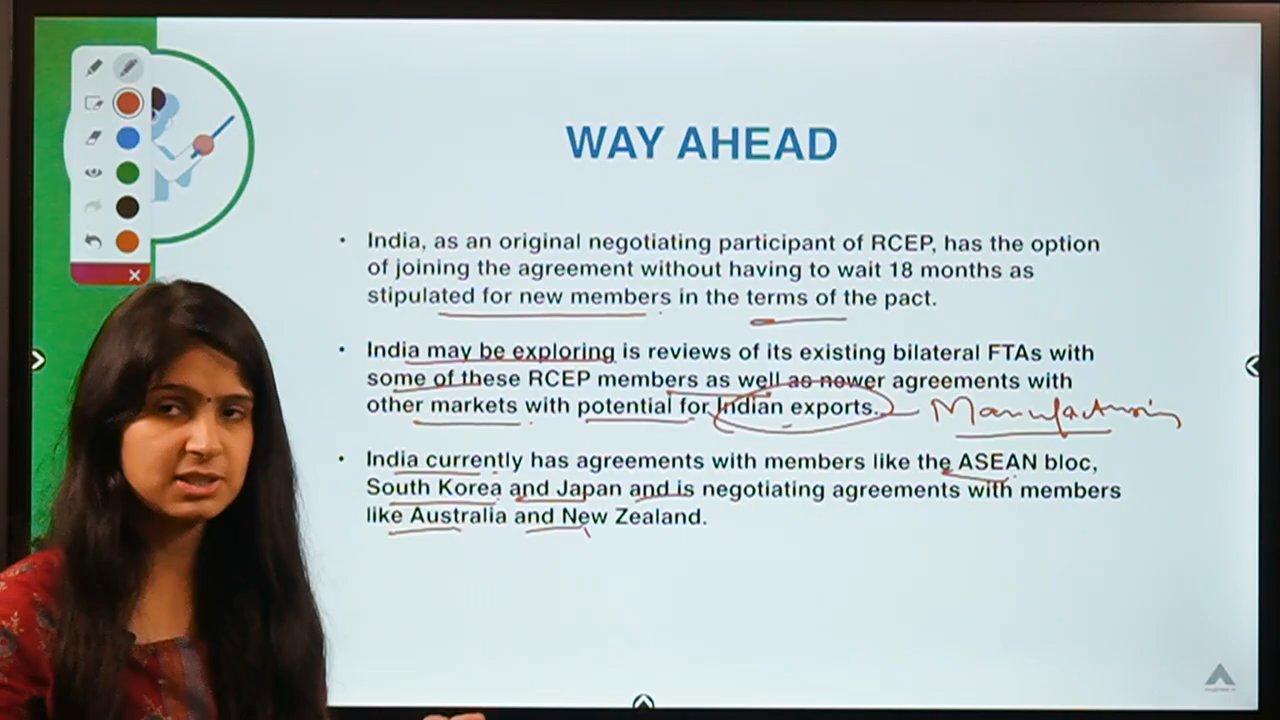 WAY AHEAD
• India, as an original negotiating participant of RCEP, has the option
of joining the agreement without having to wait 18 months as
stipulated for new members in the terms of the pact.
• India may be exploring is reviews of its existing bilateral FTAs with
some of these RCEP members as well as newer agreements with
other markets with potential for Indian exports. Manufacturing
• India currently has agreements with members like the ASEAN bloc,
South Korea and Japan and is negotiating agreements with members
like Australia and New Zealand.